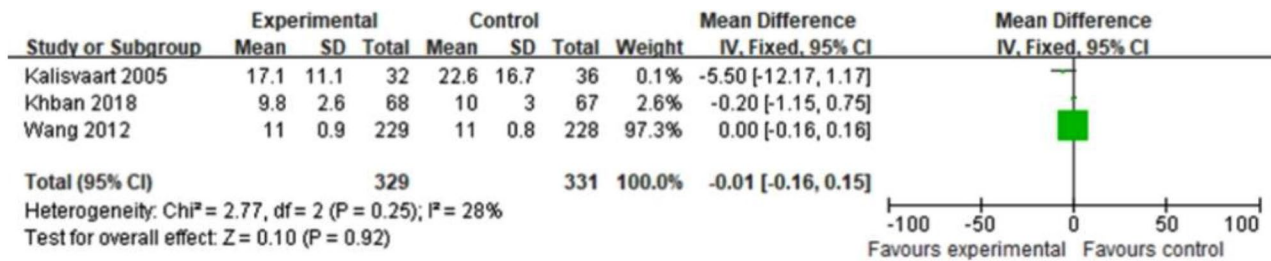 Experimental Control Mean Difference Mean Difference
Study or Subgroup Mean SD Total Mean SD Total Weight IV, Fixed, 95% CI IV, Fixed, 95% CI
Kalisvaart 2005 17.1 11.1 32 22.6 16.7 36 0.1% -5.50 [-12.17, 1.17]
Khban 2018 9.8 2.6 68 10 3 67 2.6% -0.20 [-1.15, 0.75]
Wang 2012 11 0.9 229 11 0.8 228 97.3% 0.00 [-0.16, 0.16]
Total (95% CI) 329 331 100.0% -0.01 [-0.16, 0.15]
Heterogeneity: Chi² = 2.77, df = 2 (P = 0.25); I² = 28%
Test for overall effect: Z = 0.10 (P = 0.92)
-100 -50 0 50 100
Favours experimental Favours control